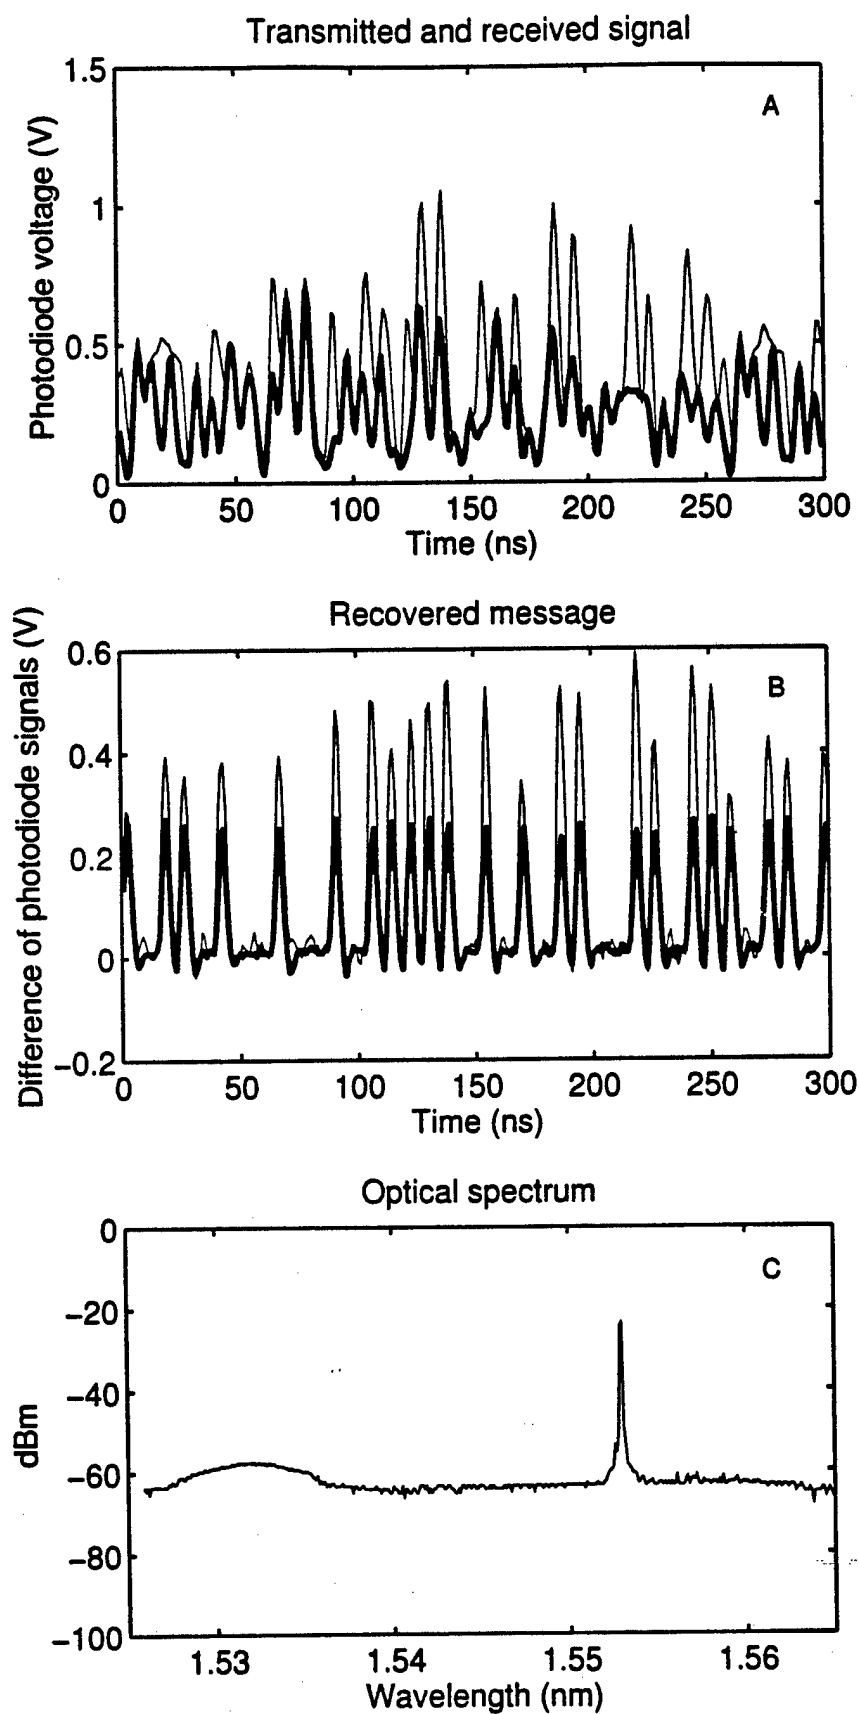 Transmitted and received signal
A
Photodiode voltage (V)
1.5
1
0.5
0
0 50 100 150 200 250 300
Time (ns)
Recovered message
B
Difference of photodiode signals (V)
0.6
0.4
0.2
0
−0.2
0 50 100 150 200 250 300
Time (ns)
Optical spectrum
C
dBm
0
−20
−40
−60
−80
−100
1.53 1.54 1.55 1.56
Wavelength (nm)